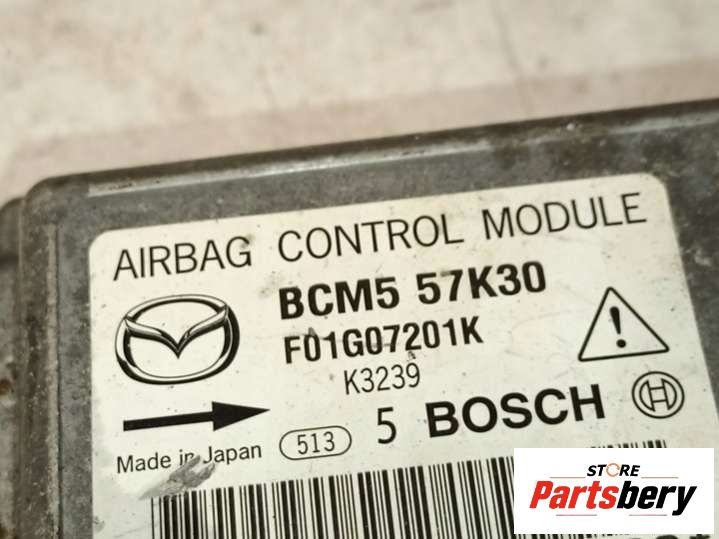 AIRBAG CONTROL MODULE
BCM5 57K30
F01G07201K
K3239
Made in Japan 513 5 BOSCH
STORE
Partsbery